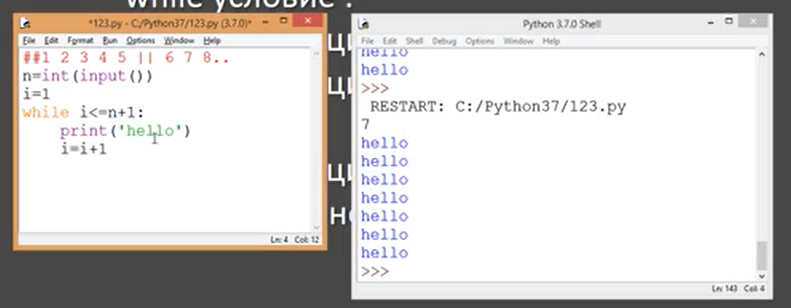 while условие :
*123.py - C:/Python37/123.py (3.7.0)*
File Edit Format Run Options Window Help
##1 2 3 4 5 || 6 7 8..
n=int(input())
i=1
while i<=n+1:
print('hello')
i=i+1
Ln: 4 Col: 12
ци
ци
ци
Python 3.7.0 Shell
File Edit Shell Debug Options Window Help
hello
hello
>>>
RESTART: C:/Python37/123.py
7
hello
hello
hello
hello
hello
hello
hello
>>>
Ln: 143 Col: 4